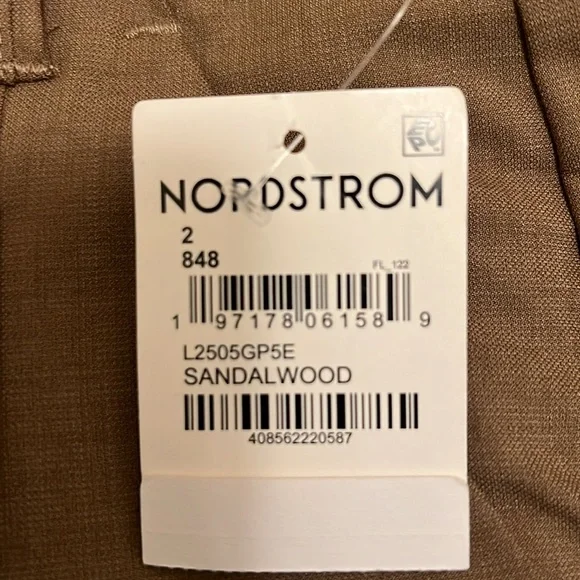 NORDSTROM
2
848
FL_122
1 97178 06158 9
L2505GP5E
SANDALWOOD
408562220587